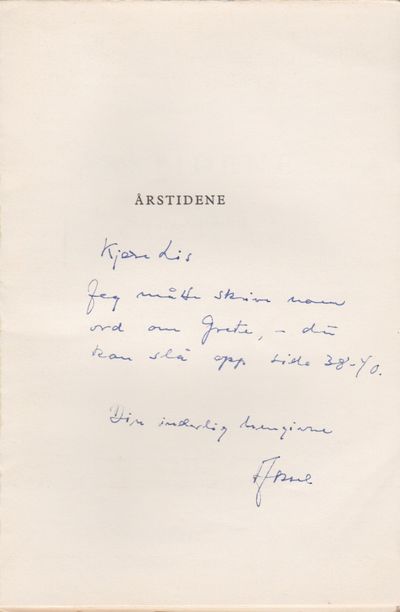 ÅRSTIDENE
Kjære Lis
Jeg måtte skrive noen
ord om Grete, – du
kan slå opp side 38-40.
Din inderlig hengivne